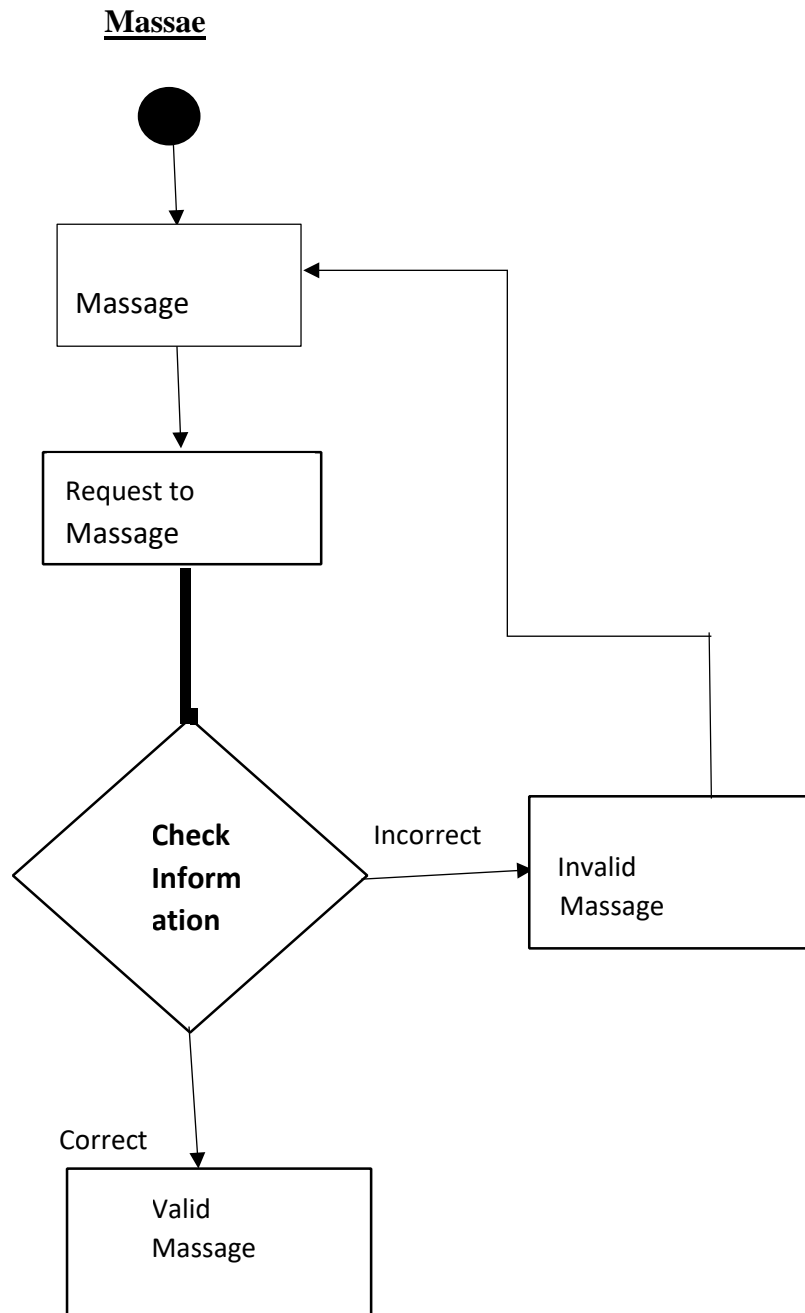 Massae
Massage
Request to
Massage
Check
Inform
ation
Incorrect
Invalid
Massage
Correct
Valid
Massage